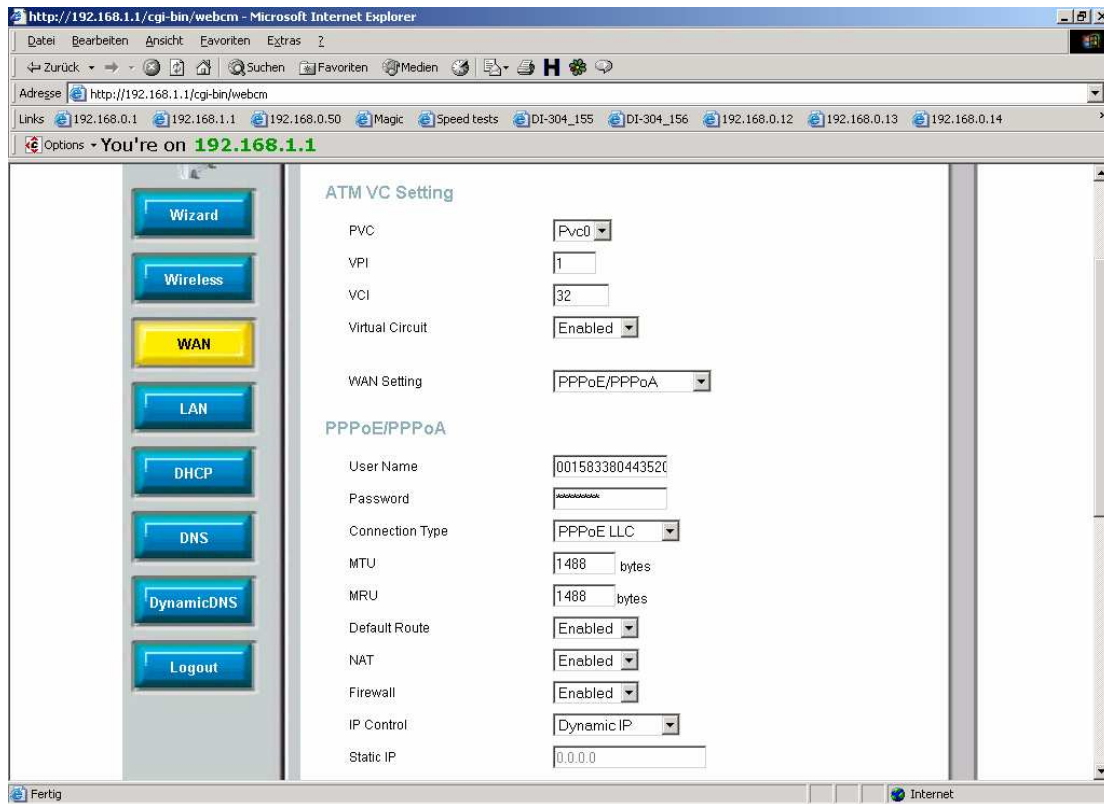 http://192.168.1.1/cgi-bin/webcm - Microsoft Internet Explorer
Datei Bearbeiten Ansicht Favoriten Extras ?
Zurück Suchen Favoriten Medien H
Adresse http://192.168.1.1/cgi-bin/webcm
Links 192.168.0.1 192.168.1.1 192.168.0.50 Magic Speed tests DI-304_155 DI-304_156 192.168.0.12 192.168.0.13 192.168.0.14
Options You're on 192.168.1.1
Wizard
Wireless
WAN
LAN
DHCP
DNS
DynamicDNS
Logout
ATM VC Setting
PVC Pvc0
VPI 1
VCI 32
Virtual Circuit Enabled
WAN Setting PPPoE/PPPoA
PPPoE/PPPoA
User Name 001583380443520
Password ********
Connection Type PPPoE LLC
MTU 1488 bytes
MRU 1488 bytes
Default Route Enabled
NAT Enabled
Firewall Enabled
IP Control Dynamic IP
Static IP 0.0.0.0
Fertig Internet